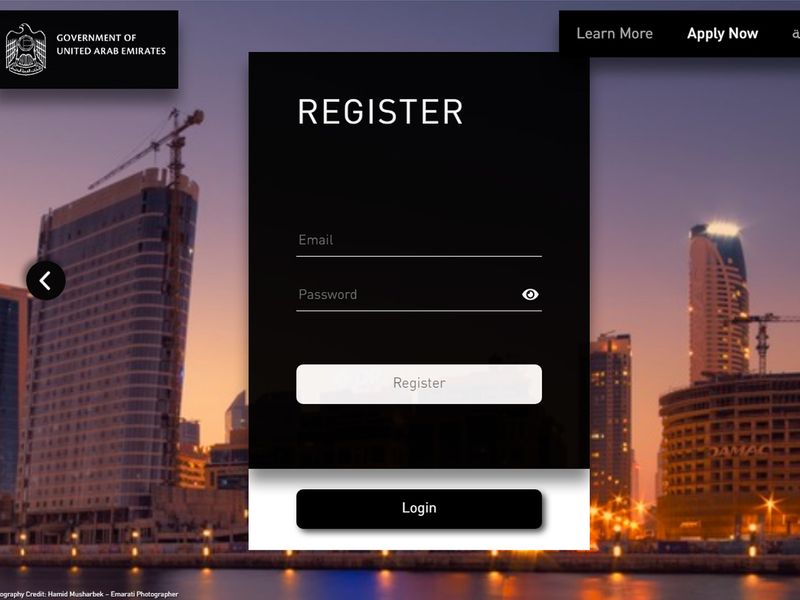 GOVERNMENT OF
UNITED ARAB EMIRATES
Learn More
Apply Now
REGISTER
Email
Password
Register
DAMAC
Login
ography Credit: Hamid Musharbek – Emarati Photographer